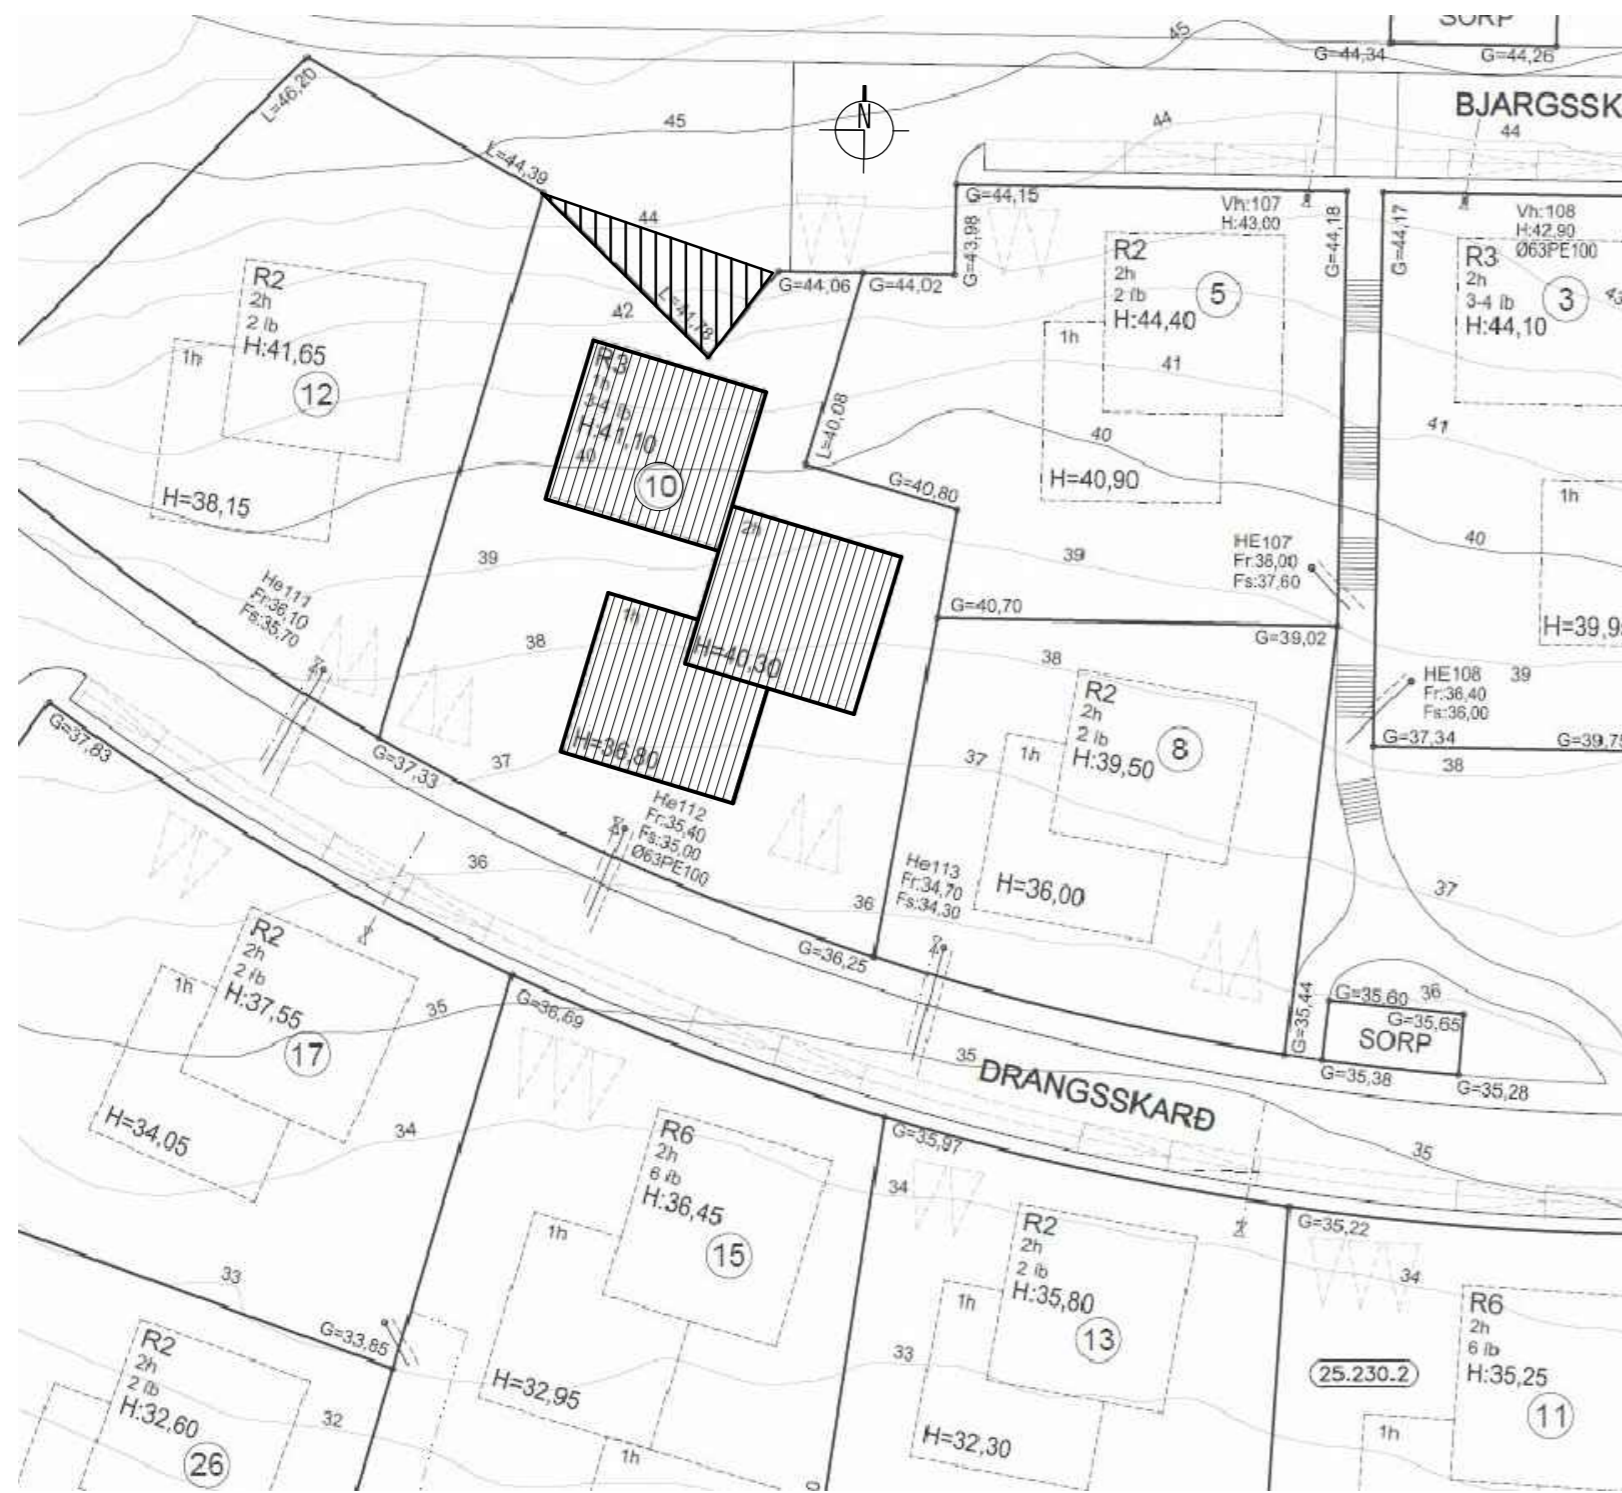 45
SORP
G=44,34
G=44,26
BJARGSSK
44
L=46,20
45
N
44
L=44,39
G=44,15
Vh:107
H:43,00
G=44,18
G=44,17
Vh:108
H:42,90
Ø63PE100
44
G=43,98
R2
2h
2 íb
H:44,40
5
R3
2h
3-4 íb
H:44,10
3
43
R2
2h
2 íb
H:41,65
12
1h
H=38,15
G=44,06
G=44,02
L=41,78
42
1h
41
R3
1h
3-4 íb
H:41,10
40
10
L=40,08
40
41
G=40,80
H=40,90
1h
40
2h
39
39
HE107
Fr:38,00
Fs:37,60
He111
Fr:36,10
Fs:35,70
1h
G=40,70
G=39,02
H=39,9
38
H=40,30
38
HE108
Fr:36,40
Fs:36,00
39
R2
2h
2 íb
H:39,50
8
1h
G=37,83
G=37,33
37
H=36,80
37
G=37,34
G=39,75
38
He112
Fr:35,40
Fs:35,00
Ø63PE100
36
He113
Fr:34,70
Fs:34,30
36
H=36,00
37
R2
2h
2 íb
H:37,55
17
1h
35
G=36,25
G=36,69
G=35,44
G=35,60
36
G=35,65
SORP
35
DRANGSSKARÐ
G=35,38
G=35,28
H=34,05
34
R6
2h
6 íb
H:36,45
15
1h
G=35,97
35
34
R2
2h
2 íb
H:35,80
13
1h
G=35,22
34
33
G=33,85
R6
2h
6 íb
H:35,25
11
R2
2h
2 íb
H:32,60
26
33
25.230.2
H=32,95
32
1h
H=32,30
1h